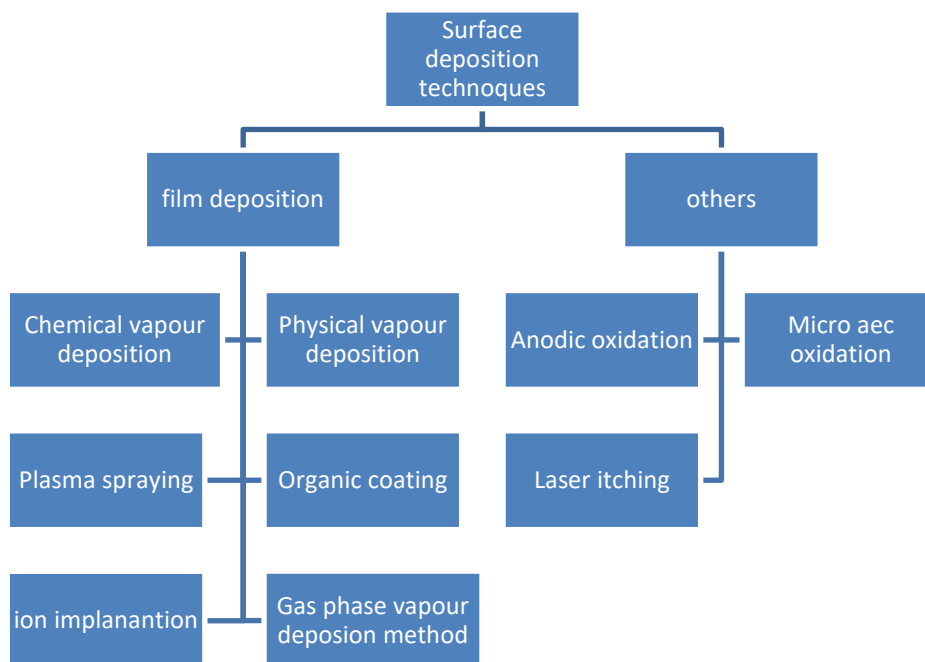 Surface
deposition
technoques
film deposition
others
Chemical vapour
deposition
Physical vapour
deposition
Anodic oxidation
Micro aec
oxidation
Plasma spraying
Organic coating
Laser itching
ion implanantion
Gas phase vapour
deposion method